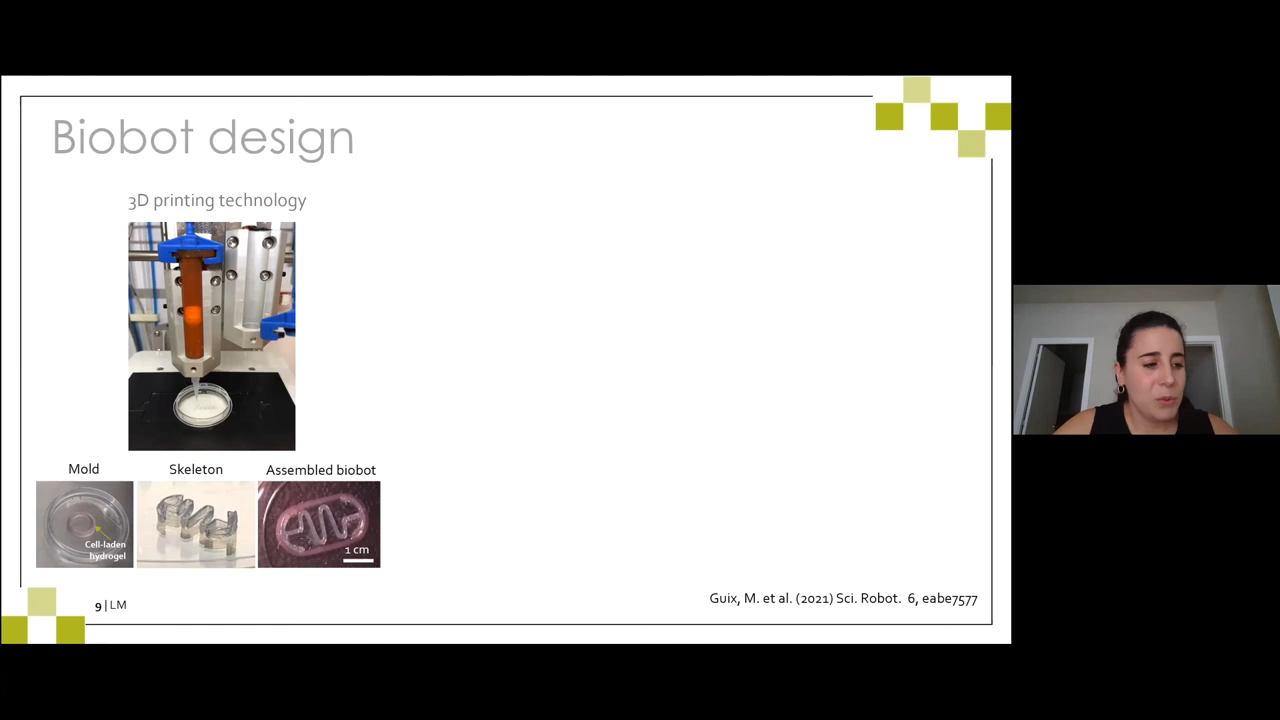 Biobot design
3D printing technology
Mold
Skeleton
Assembled biobot
Cell-laden
hydrogel
1 cm
9 | LM
Guix, M. et al. (2021) Sci. Robot. 6, eabe7577